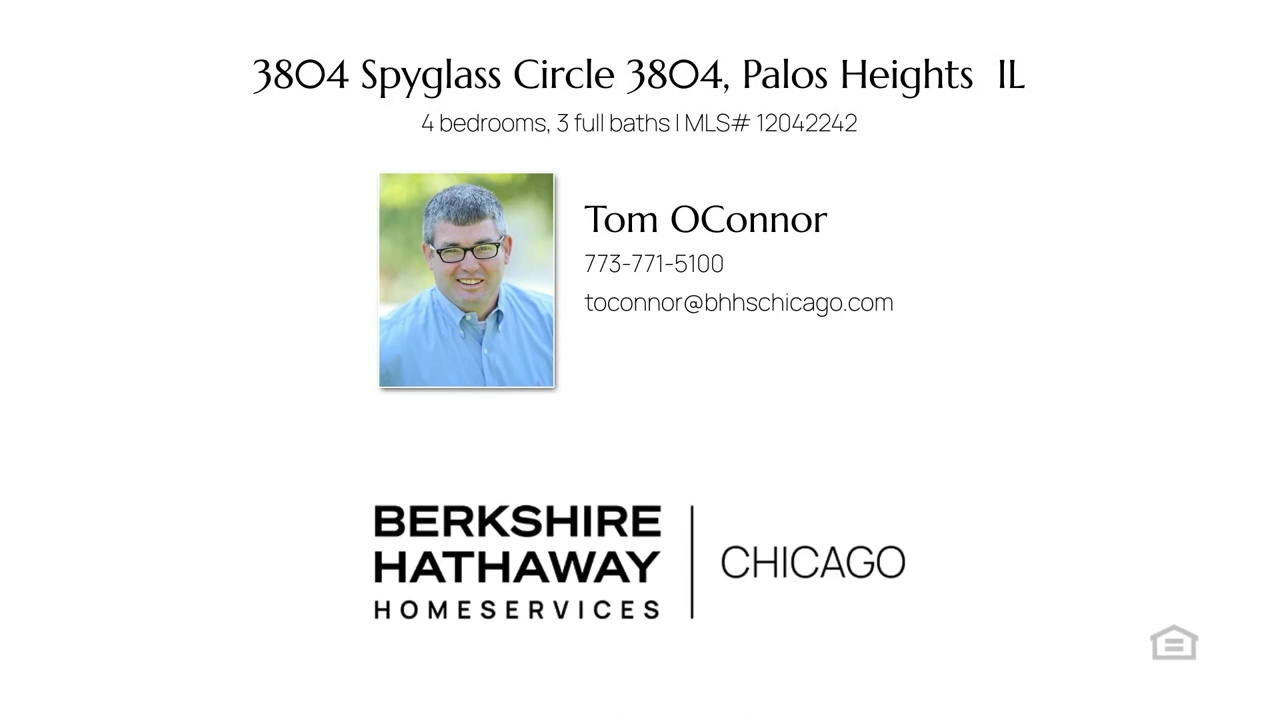 3804 Spyglass Circle 3804, Palos Heights  IL
4 bedrooms, 3 full baths | MLS# 12042242
Tom OConnor
773-771-5100
toconnor@bhhschicago.com
BERKSHIRE
HATHAWAY
HOMESERVICES
CHICAGO